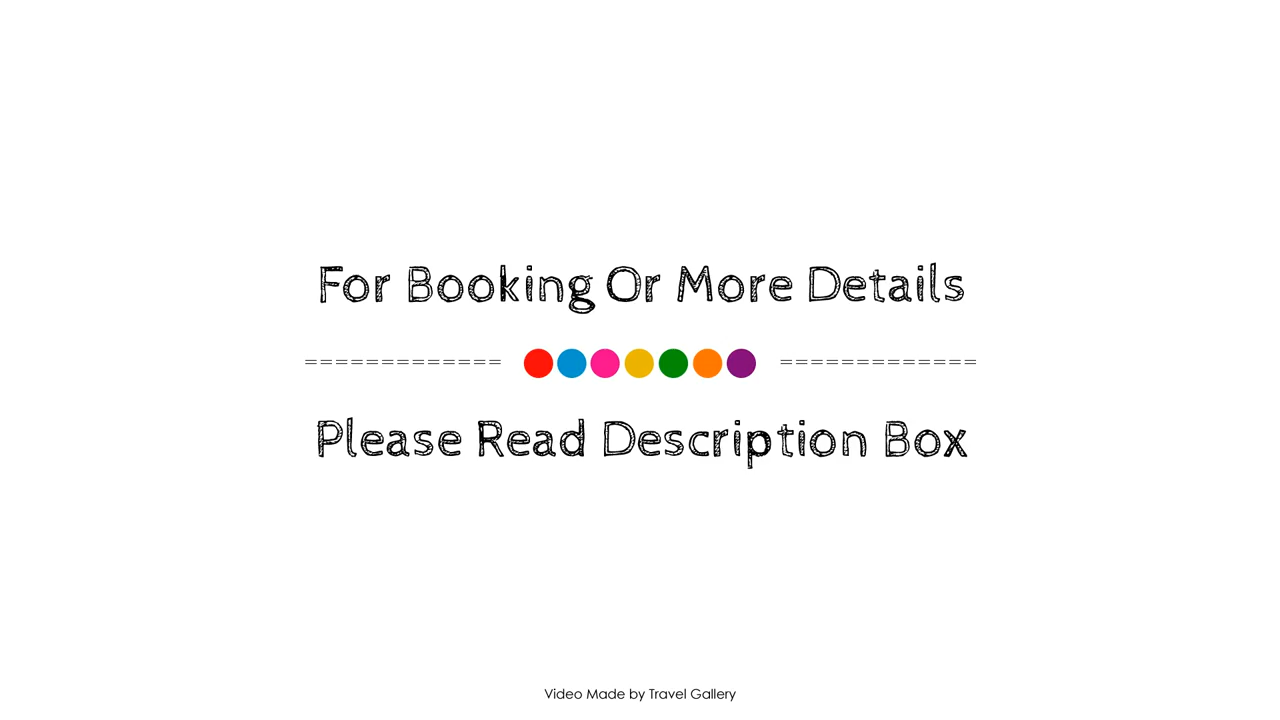 For Booking Or More Details
============= =============
Please Read Description Box
Video Made by Travel Gallery